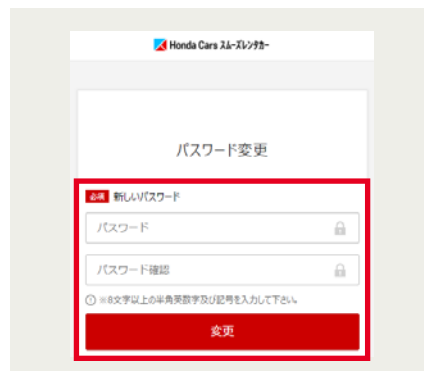 Honda Cars スムーズレンタカー
パスワード変更
必須 新しいパスワード
パスワード
パスワード確認
※8文字以上の半角英数字及び記号を入力して下さい。
変更